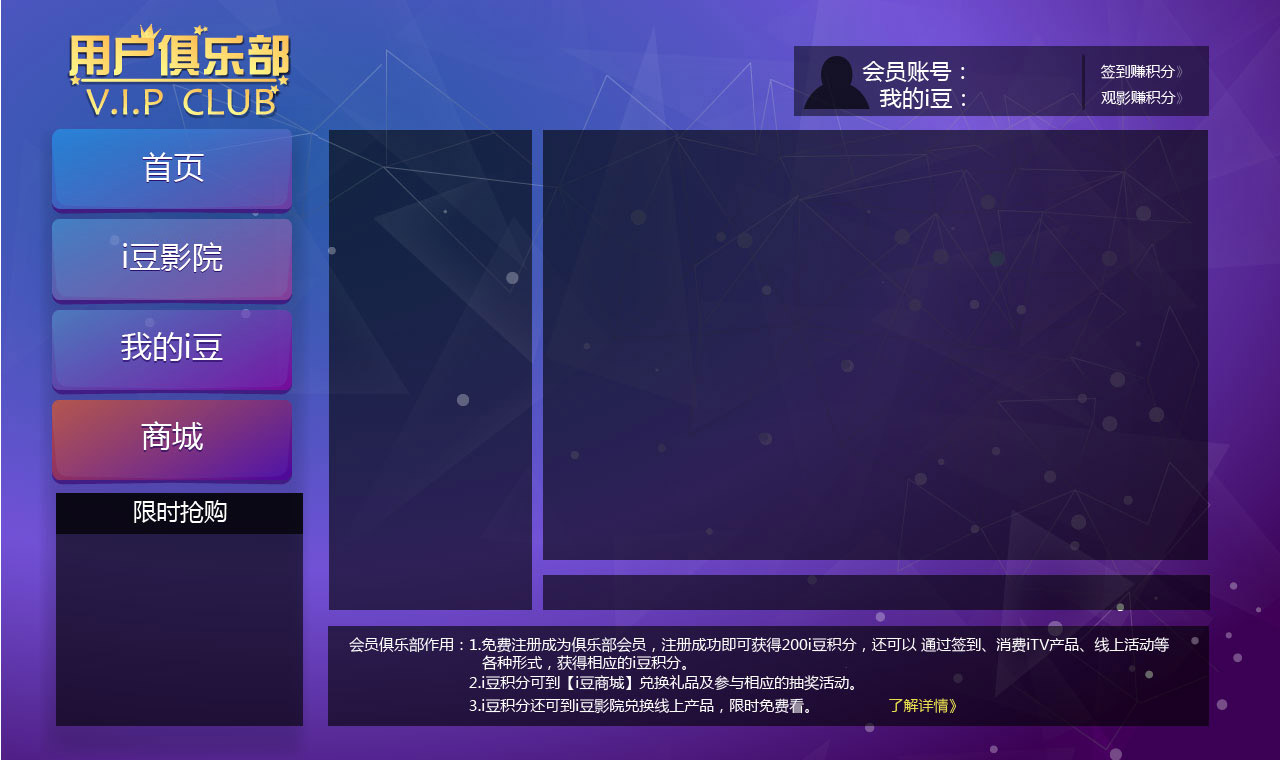 用户俱乐部
V.I.P CLUB
会员账号：
我的i豆：
签到赚积分》
观影赚积分》
首页
i豆影院
我的i豆
商城
限时抢购
会员俱乐部作用：1.免费注册成为俱乐部会员，注册成功即可获得200i豆积分，还可以 通过签到、消费iTV产品、线上活动等
各种形式，获得相应的i豆积分。
2.i豆积分可到【i豆商城】兑换礼品及参与相应的抽奖活动。
3.i豆积分还可到i豆影院兑换线上产品，限时免费看。 了解详情》